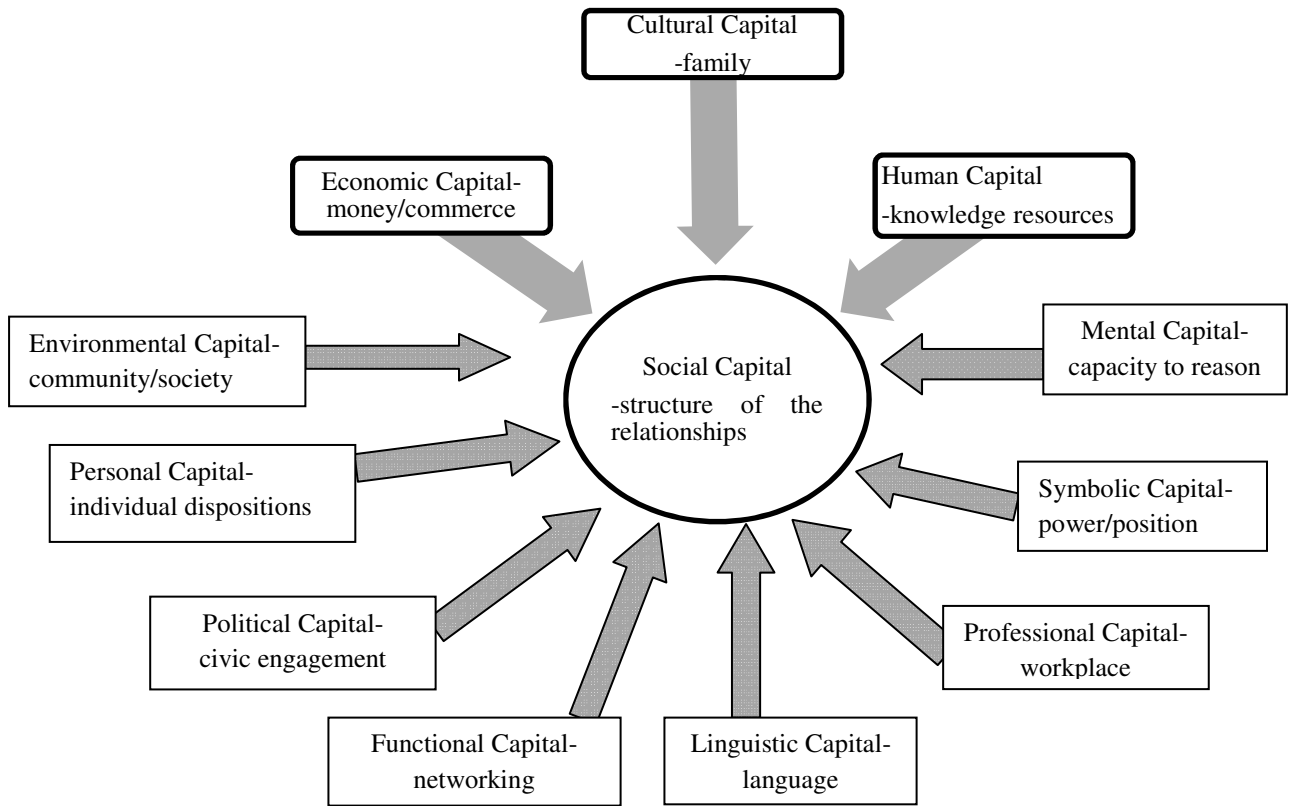 Cultural Capital
-family
Economic Capital-
money/commerce
Human Capital
-knowledge resources
Environmental Capital-
community/society
Mental Capital-
capacity to reason
Social Capital
-structure of the
relationships
Personal Capital-
individual dispositions
Symbolic Capital-
power/position
Political Capital-
civic engagement
Professional Capital-
workplace
Functional Capital-
networking
Linguistic Capital-
language